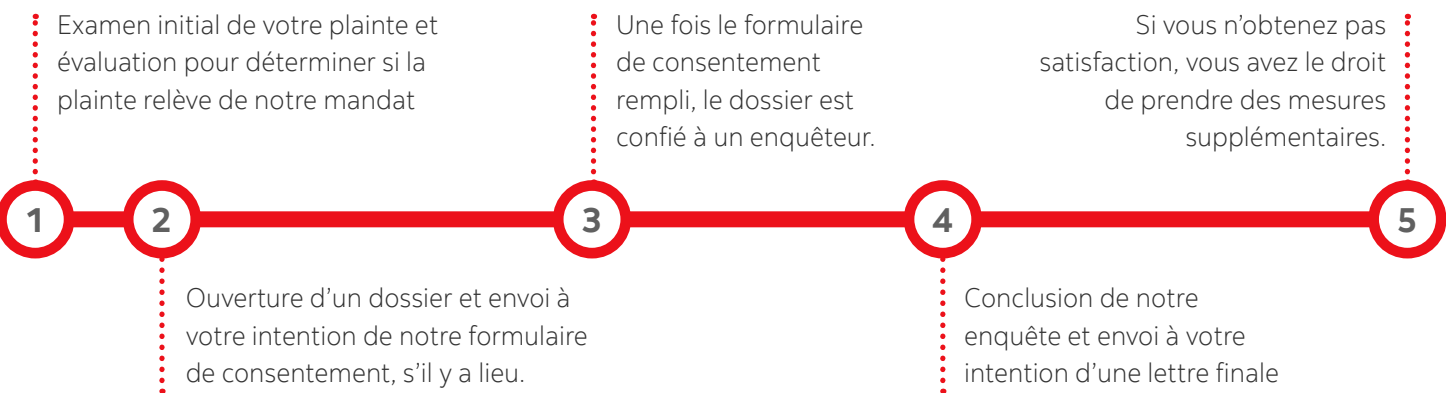 Examen initial de votre plainte et
évaluation pour déterminer si la
plainte relève de notre mandat
Une fois le formulaire
de consentement
rempli, le dossier est
confié à un enquêteur.
Si vous n’obtenez pas
satisfaction, vous avez le droit
de prendre des mesures
supplémentaires.
1
2
3
4
5
Ouverture d’un dossier et envoi à
votre intention de notre formulaire
de consentement, s’il y a lieu.
Conclusion de notre
enquête et envoi à votre
intention d’une lettre finale